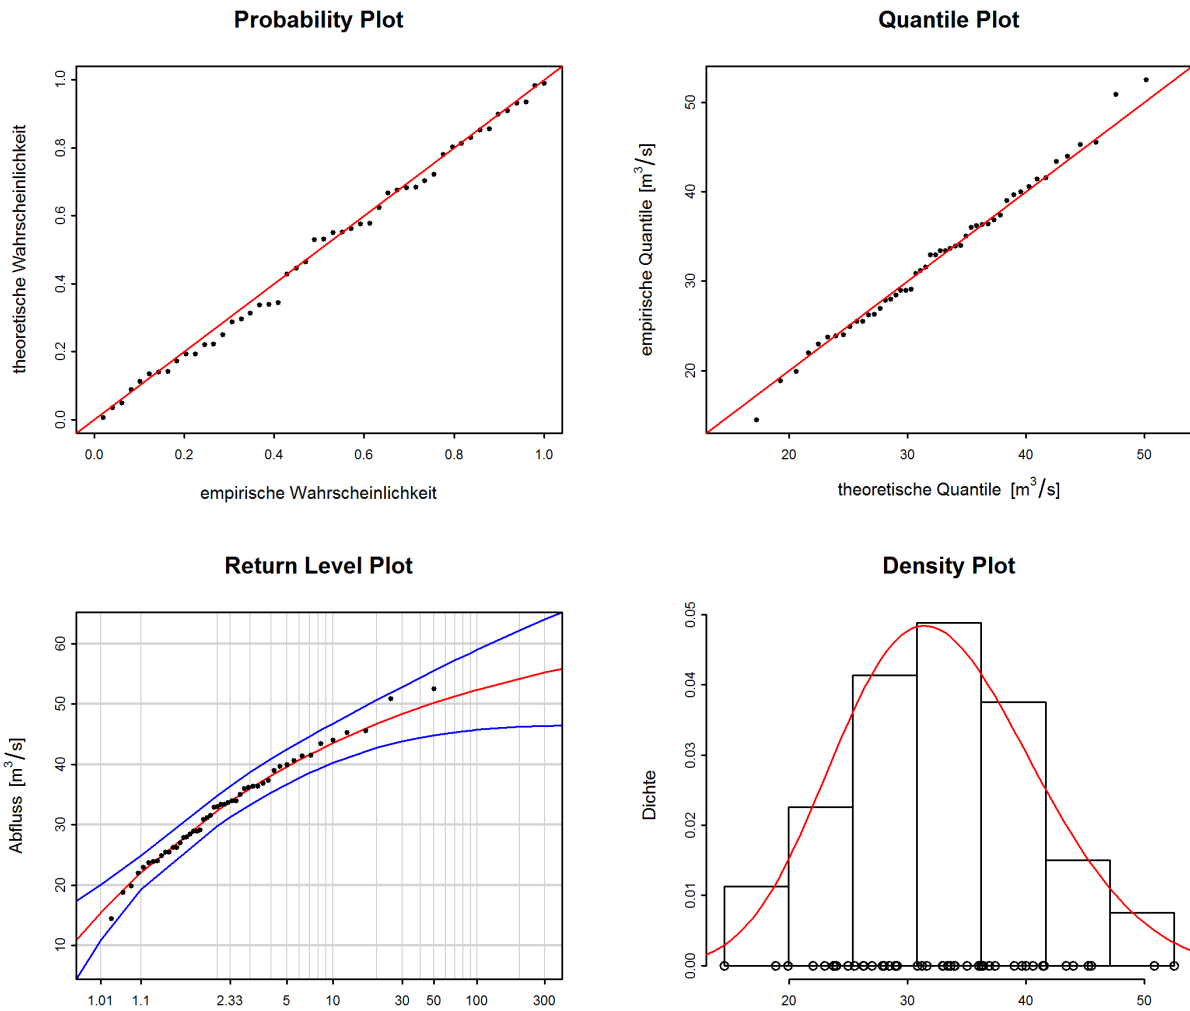 Probability Plot
theoretische Wahrscheinlichkeit
0.0 0.2 0.4 0.6 0.8 1.0
0.0 0.2 0.4 0.6 0.8 1.0
empirische Wahrscheinlichkeit
Quantile Plot
empirische Quantile [m³/s]
20 30 40 50
20 30 40 50
theoretische Quantile [m³/s]
Return Level Plot
Abfluss [m³/s]
10 20 30 40 50 60
1.01 1.1 2.33 5 10 30 50 100 300
Density Plot
Dichte
0.00 0.01 0.02 0.03 0.04 0.05
20 30 40 50